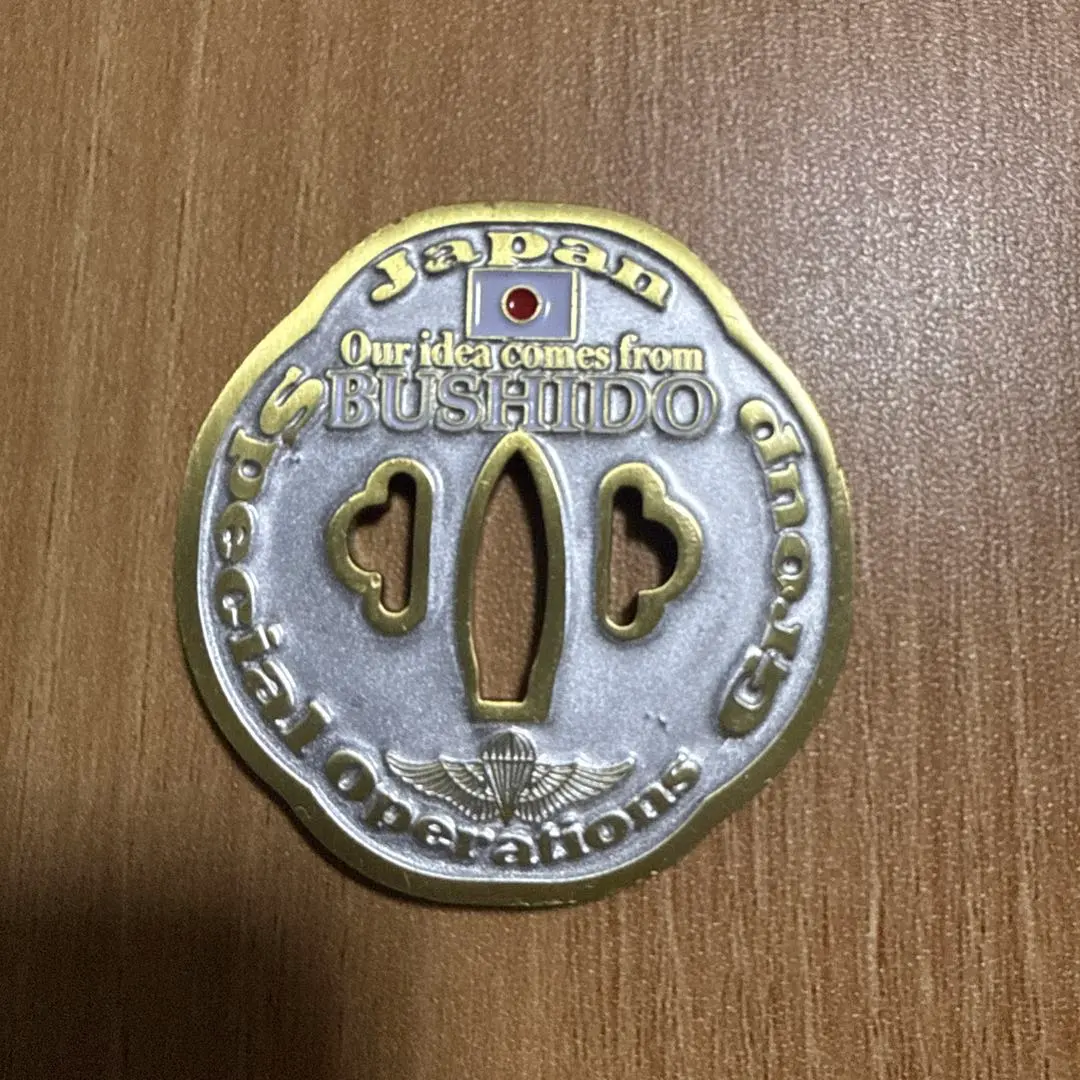 Japan
Our idea comes from
BUSHIDO
Special Operations Group